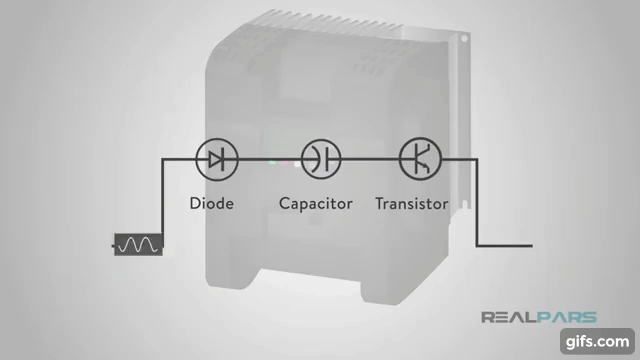 Diode Capacitor Transistor
REALPARS
gifs.com